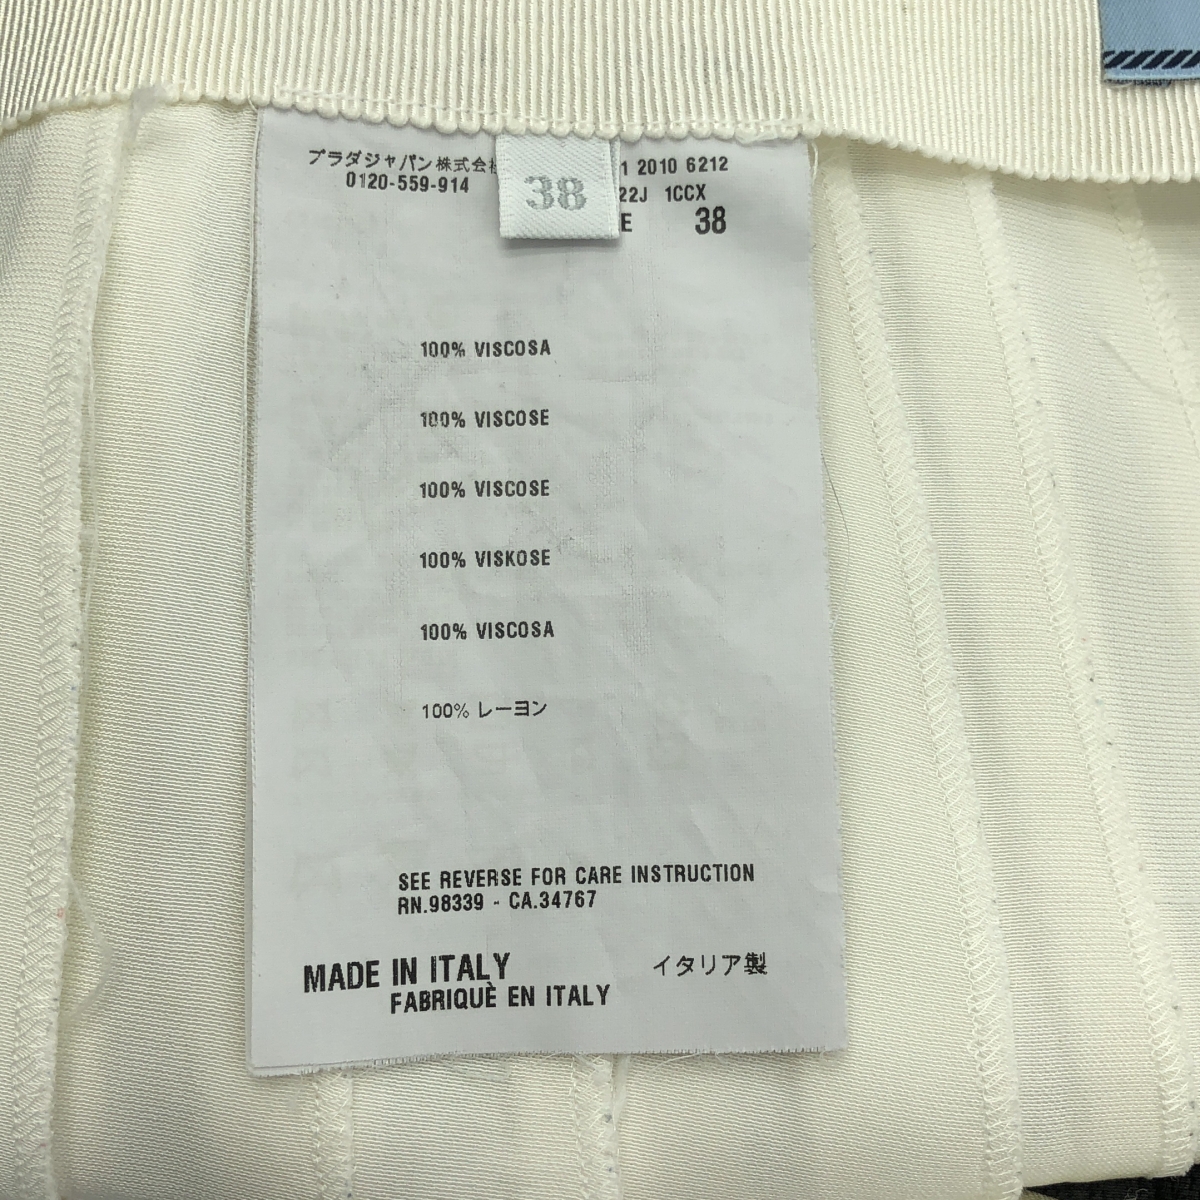 プラダジャパン株式会
0120-559-914
38
1 2010 6212
22J 1CCX
E 38
100% VISCOSA
100% VISCOSE
100% VISCOSE
100% VISKOSE
100% VISCOSA
100% レーヨン
SEE REVERSE FOR CARE INSTRUCTION
RN.98339 - CA.34767
MADE IN ITALY
イタリア製
FABRIQUÈ EN ITALY